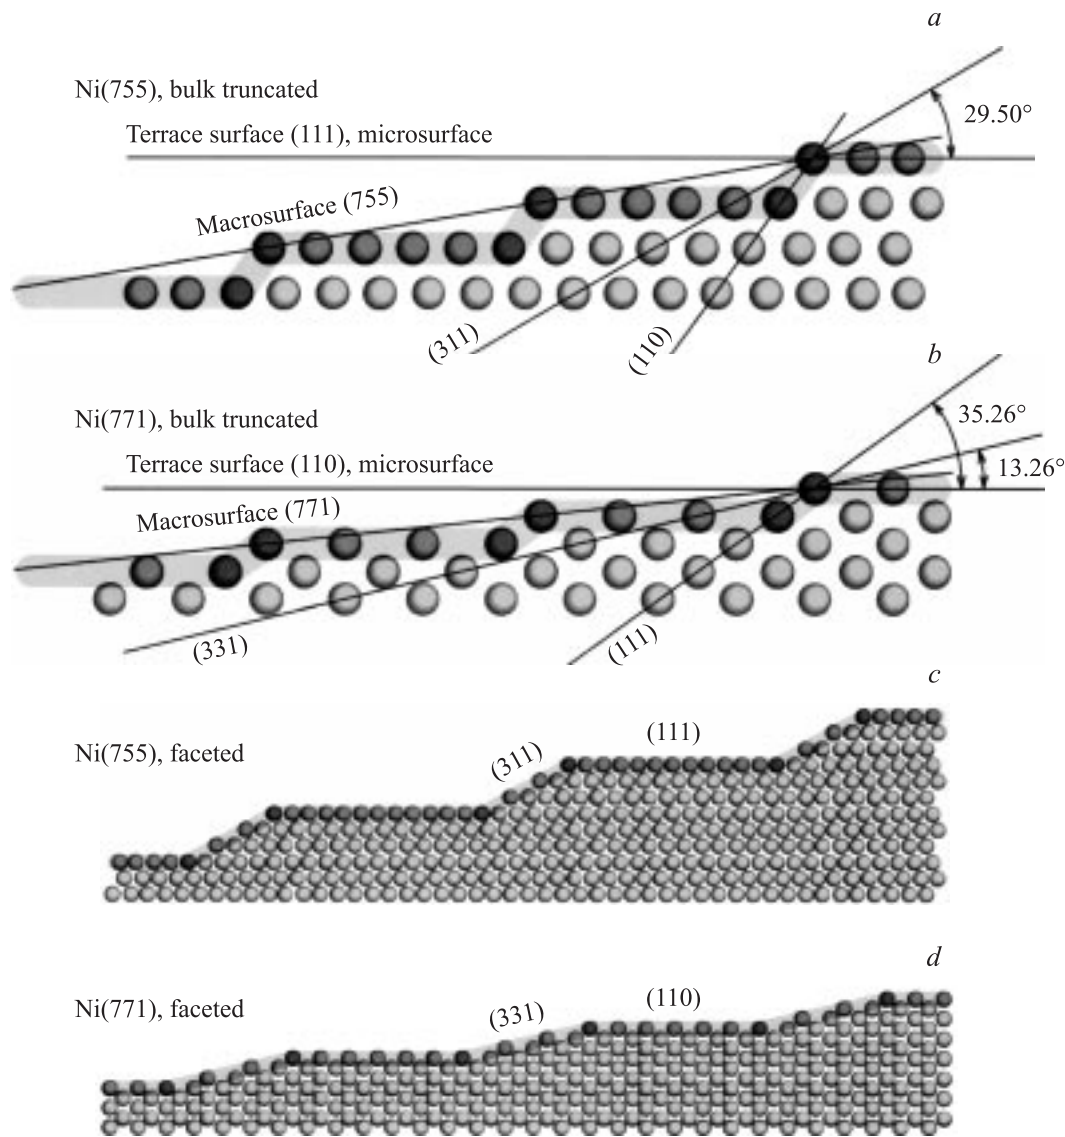 a
Ni(755), bulk truncated
29.50°
Terrace surface (111), microsurface
Macrosurface (755)
(311)
(110)
b
Ni(771), bulk truncated
35.26°
Terrace surface (110), microsurface
13.26°
Macrosurface (771)
(331)
(111)
c
(111)
Ni(755), faceted
(311)
d
(110)
Ni(771), faceted
(331)